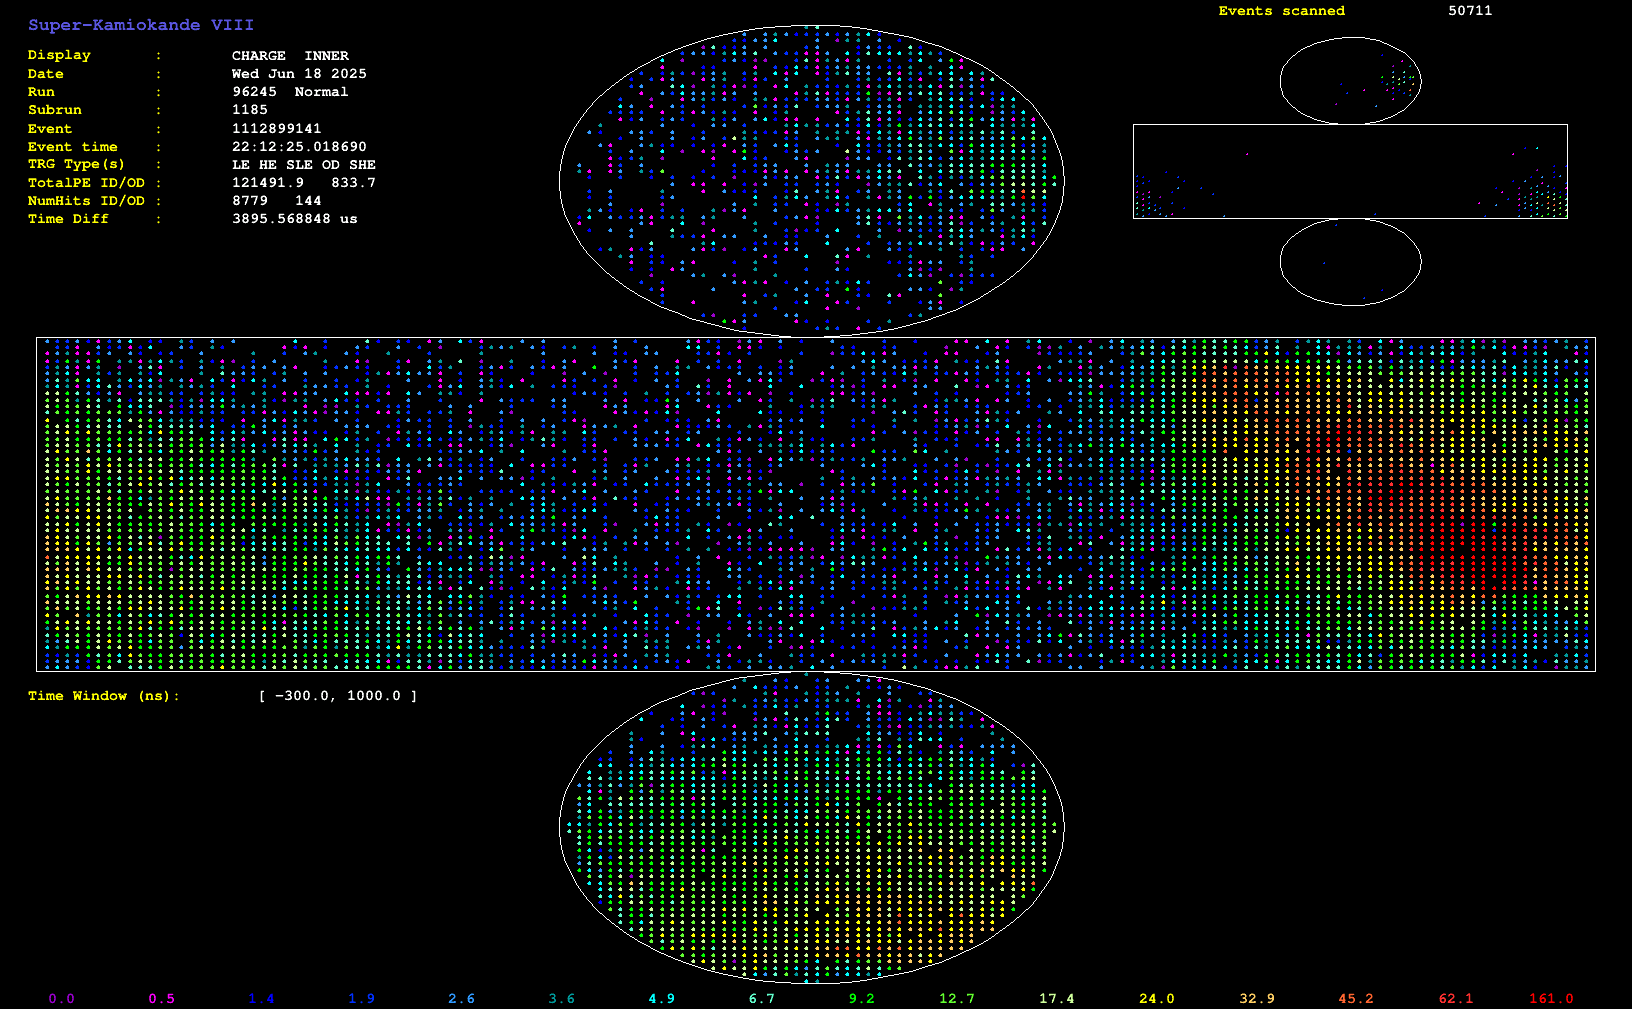 Super-Kamiokande VIII
Events scanned 50711
Display : CHARGE INNER
Date : Wed Jun 18 2025
Run : 96245 Normal
Subrun : 1185
Event : 1112899141
Event time : 22:12:25.018690
TRG Type(s) : LE HE SLE OD SHE
TotalPE ID/OD : 121491.9 833.7
NumHits ID/OD : 8779 144
Time Diff : 3895.568848 us
Time Window (ns): [ -300.0, 1000.0 ]
0.0 0.5 1.4 1.9 2.6 3.6 4.9 6.7 9.2 12.7 17.4 24.0 32.9 45.2 62.1 161.0